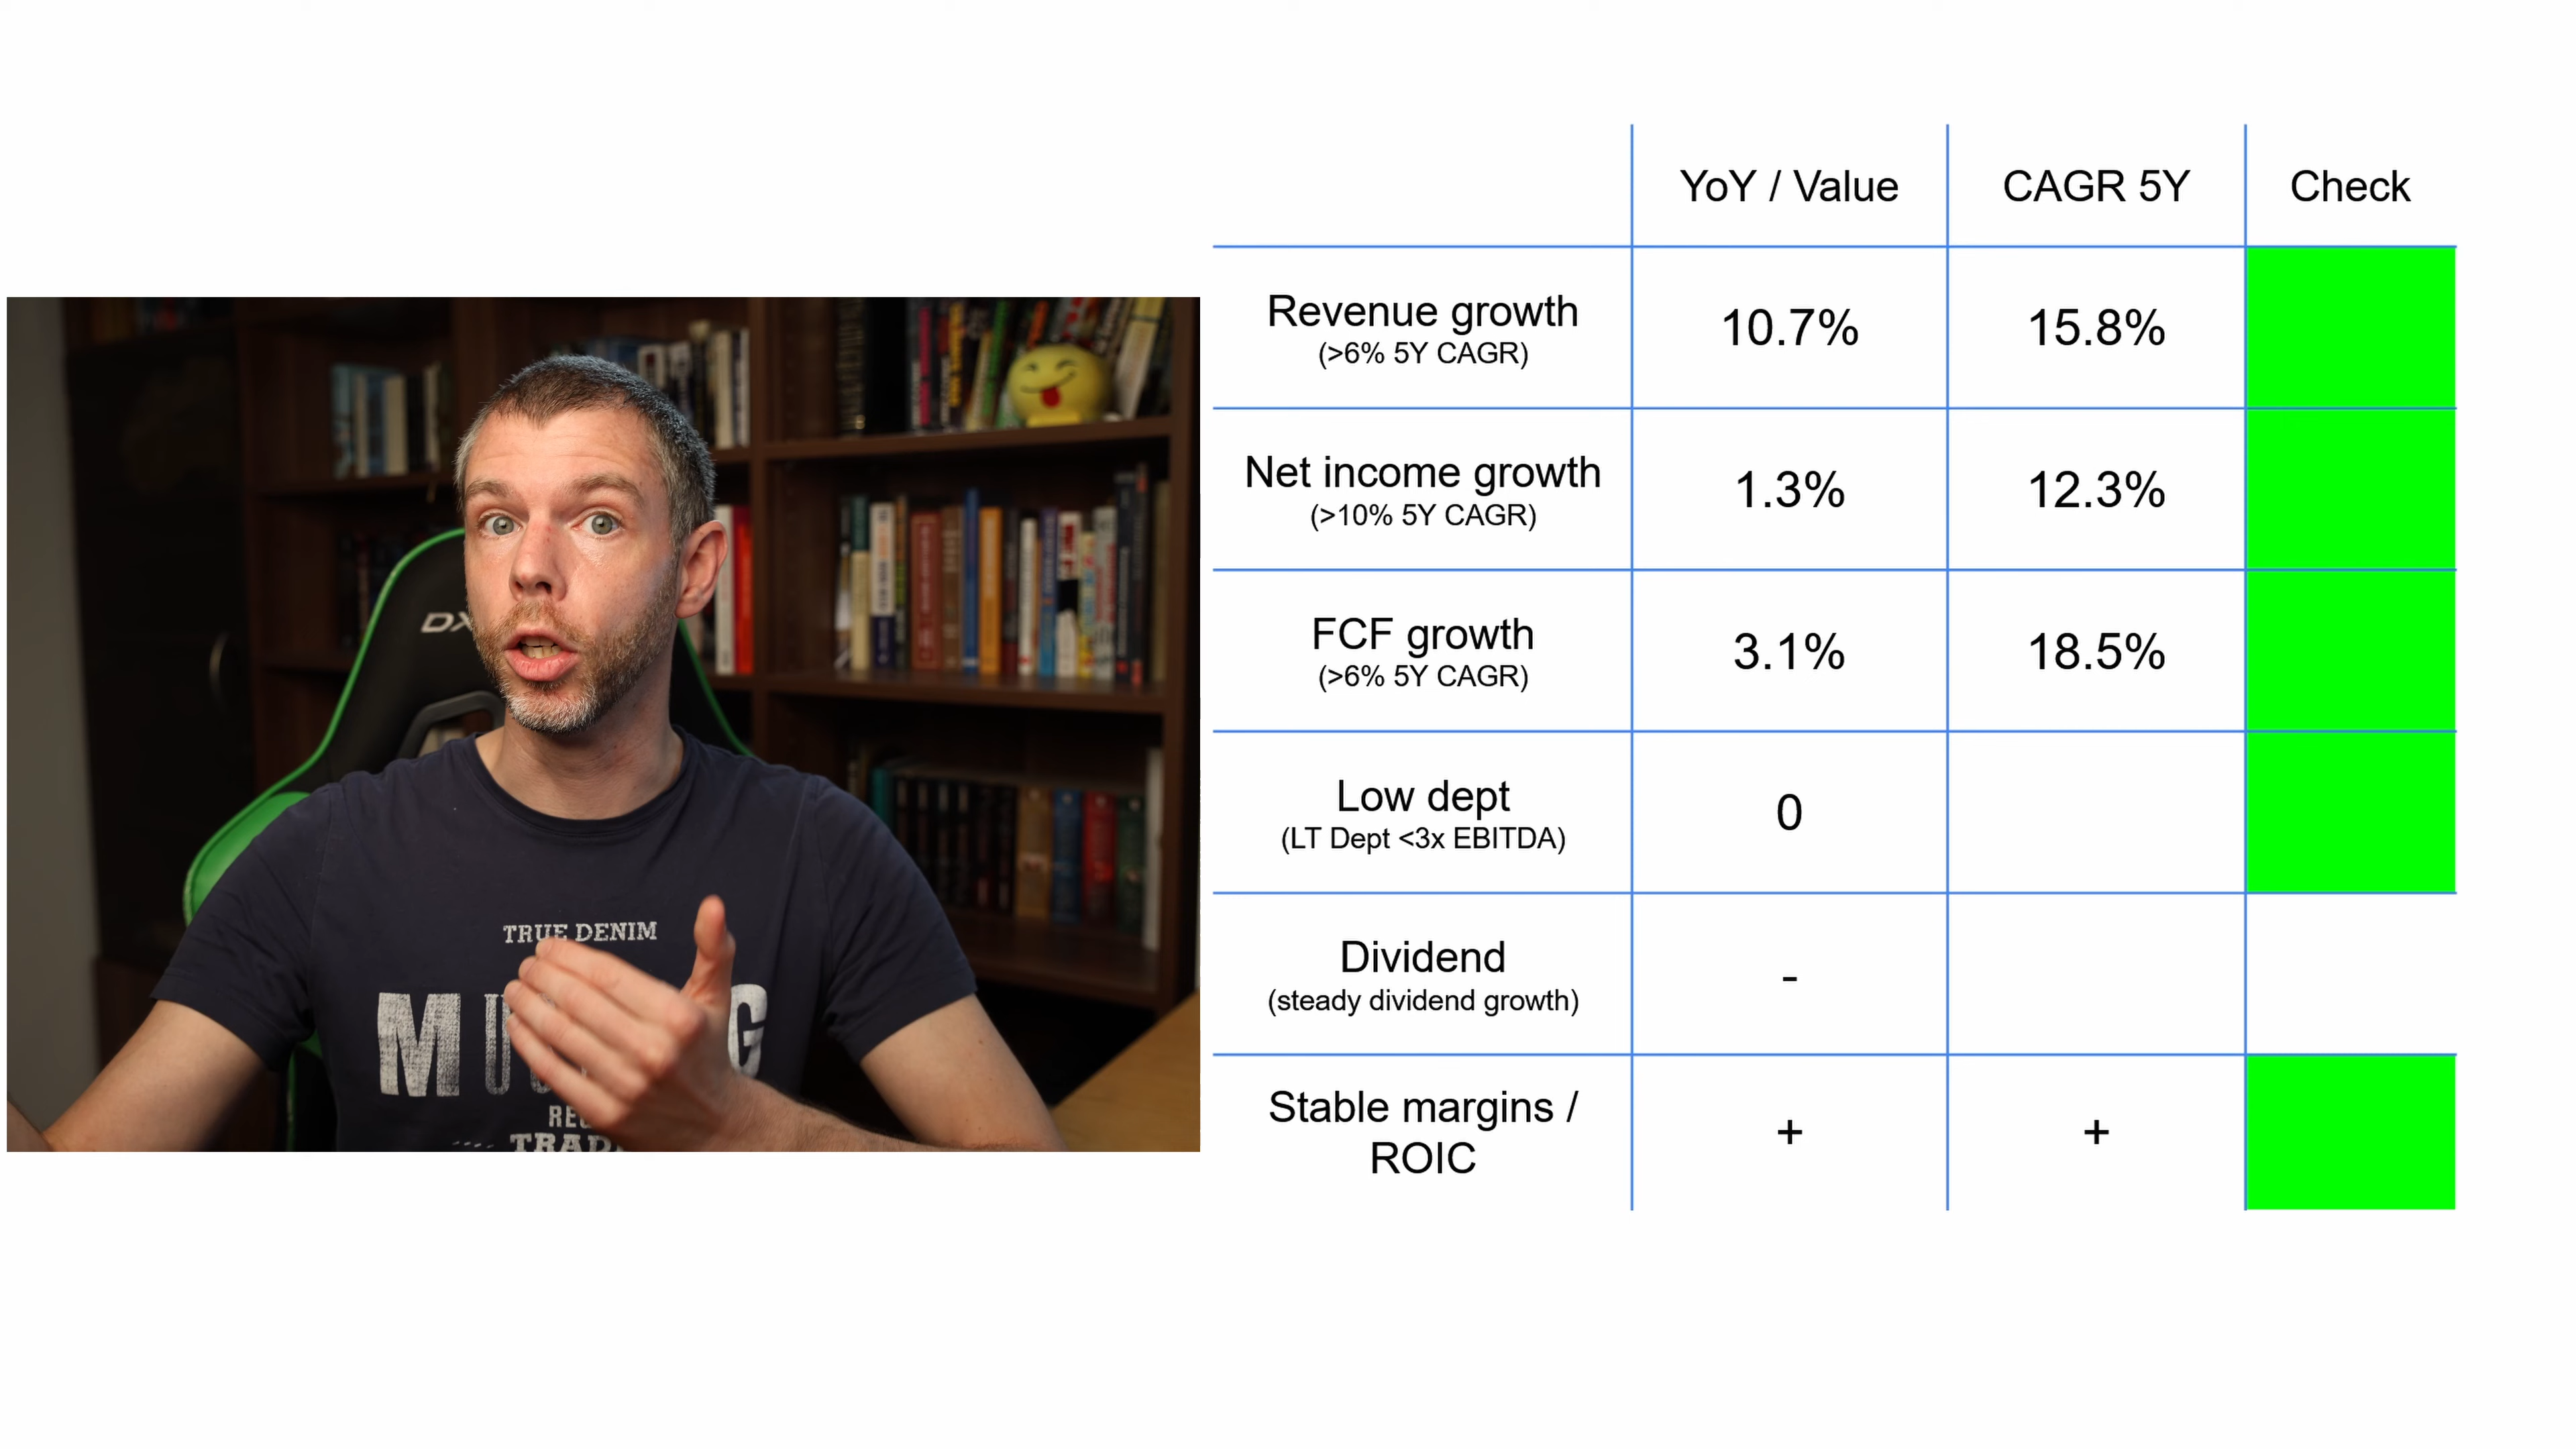 YoY / Value CAGR 5Y Check
Revenue growth 10.7% 15.8%
(>6% 5Y CAGR)
Net income growth 1.3% 12.3%
(>10% 5Y CAGR)
FCF growth 3.1% 18.5%
(>6% 5Y CAGR)
Low dept 0
(LT Dept <3x EBITDA)
Dividend -
(steady dividend growth)
Stable margins / + +
ROIC
DX
TRUE DENIM